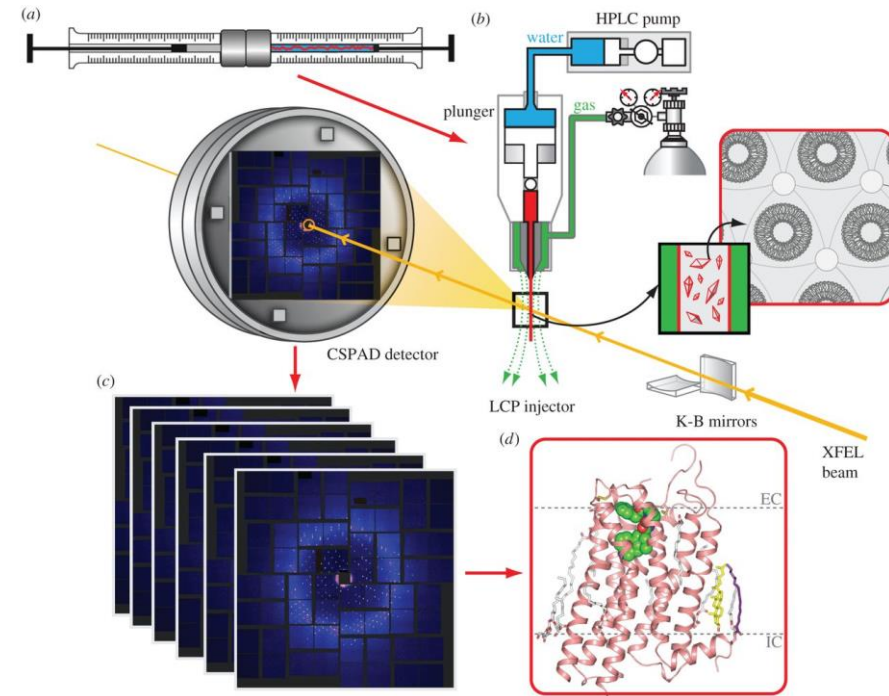 (a)
(b)
HPLC pump
water
plunger
gas
CSPAD detector
(c)
LCP injector
K-B mirrors
(d)
XFEL
beam
EC
IC